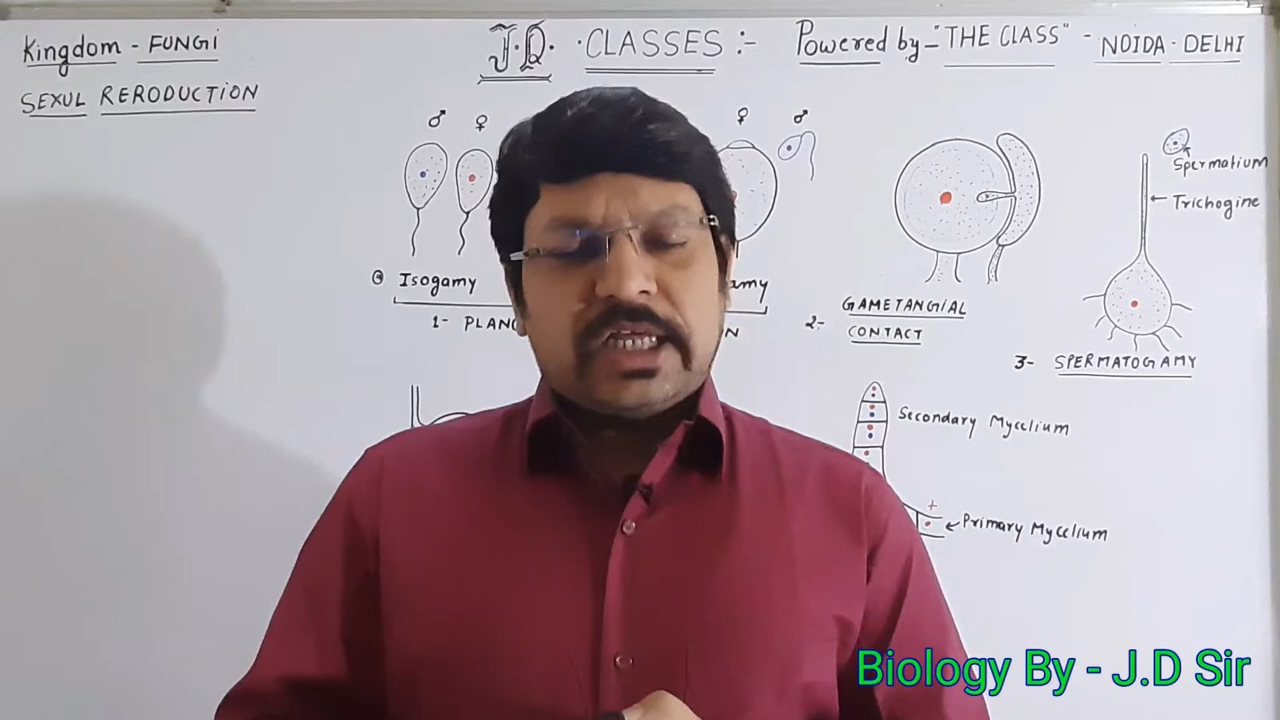 Kingdom - FUNGI
SEXUL RERODUCTION
J.D. CLASSES :-
Powered by - "THE CLASS" - NOIDA - DELHI
♂ ♀
♀ ♂
Spermatium
Trichogine
Isogamy
1- PLAN
2- GAMETANGIAL
CONTACT
3- SPERMATOGAMY
Secondary Mycelium
+
Primary Mycelium
Biology By - J.D Sir